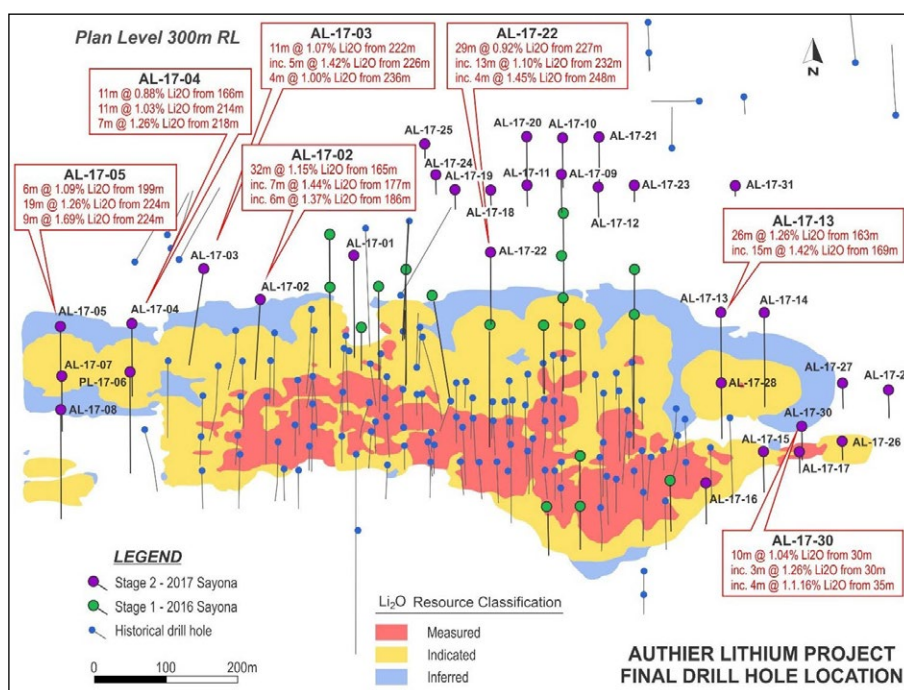 Plan Level 300m RL
AL-17-03
11m @ 1.07% Li2O from 222m
inc. 5m @ 1.42% Li2O from 226m
4m @ 1.00% Li2O from 236m
AL-17-22
29m @ 0.92% Li2O from 227m
inc. 13m @ 1.10% Li2O from 232m
inc. 4m @ 1.45% Li2O from 248m
N
AL-17-04
11m @ 0.88% Li2O from 166m
11m @ 1.03% Li2O from 214m
7m @ 1.26% Li2O from 218m
AL-17-05
6m @ 1.09% Li2O from 199m
19m @ 1.26% Li2O from 224m
9m @ 1.69% Li2O from 224m
AL-17-02
32m @ 1.15% Li2O from 165m
inc. 7m @ 1.44% Li2O from 177m
inc. 6m @ 1.37% Li2O from 186m
AL-17-25
AL-17-20
AL-17-10
AL-17-21
AL-17-24
AL-17-19
AL-17-11
AL-17-09
AL-17-23
AL-17-31
AL-17-18
AL-17-12
AL-17-13
26m @ 1.26% Li2O from 163m
inc. 15m @ 1.42% Li2O from 169m
AL-17-01
AL-17-03
AL-17-22
AL-17-02
AL-17-05
AL-17-04
AL-17-13
AL-17-14
AL-17-07
PL-17-06
AL-17-28
AL-17-27
AL-17-2
AL-17-08
AL-17-30
AL-17-15
AL-17-26
AL-17-17
AL-17-16
AL-17-30
10m @ 1.04% Li2O from 30m
inc. 3m @ 1.26% Li2O from 30m
inc. 4m @ 1.1.16% Li2O from 35m
LEGEND
Stage 2 - 2017 Sayona
Stage 1 - 2016 Sayona
Historical drill hole
0 100 200m
Li2O Resource Classification
Measured
Indicated
Inferred
AUTHIER LITHIUM PROJECT
FINAL DRILL HOLE LOCATION